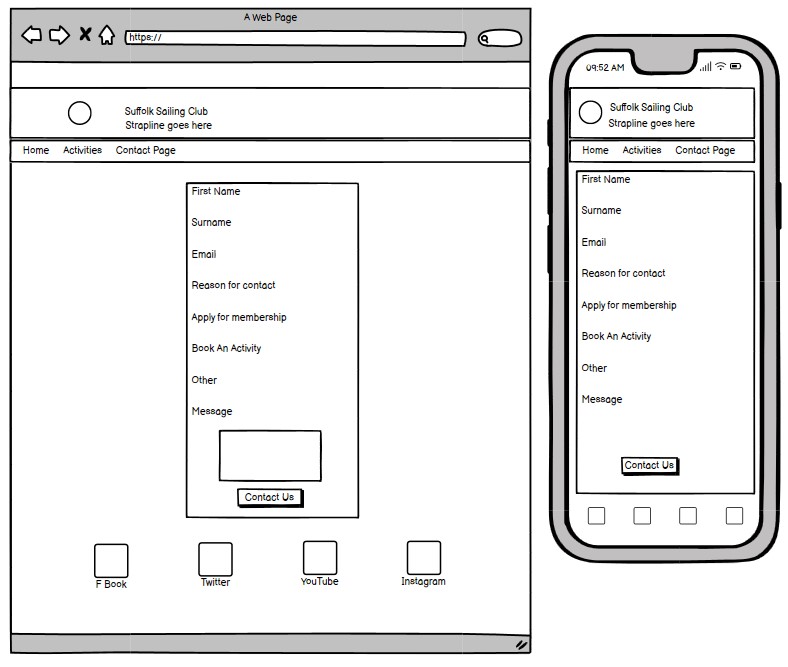 A Web Page
https://
Suffolk Sailing Club
Strapline goes here
Home Activities Contact Page
First Name
Surname
Email
Reason for contact
Apply for membership
Book An Activity
Other
Message
Contact Us
F Book Twitter YouTube Instagram
09:52 AM
Suffolk Sailing Club
Strapline goes here
Home Activities Contact Page
First Name
Surname
Email
Reason for contact
Apply for membership
Book An Activity
Other
Message
Contact Us